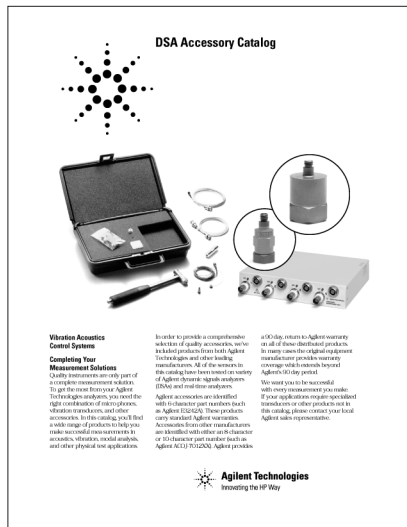 DSA Accessory Catalog
Vibration Acoustics
Control Systems
Completing Your
Measurement Solutions
Quality instruments are only part of
a complete measurement solution.
To get the most from your Agilent
Technologies analyzers, you need the
right combination of micro phones,
vibration transducers, and other
accessories. In this catalog, you'll find
a wide range of products to help you
make successful mea surements in
acoustics, vibration, modal analysis,
and other physical test applications.
In order to provide a comprehensive
selection of quality accessories, we've
included products from both Agilent
Technologies and other leading
manufacturers. All of the sensors in
this catalog have been tested on variety
of Agilent dynamic signals analyzers
(DSAs) and real-time analyzers.
Agilent accessories are identified
with 6-character part numbers (such
as Agilent E3242A). These products
carry standard Agilent warranties.
Accessories from other manufacturers
are identified with either an 8-character
or 10 character part number (such as
Agilent ACOJ-7012XX). Agilent provides
a 90 day, return to Agilent warranty
on all of these distributed products.
In many cases the original equipment
manufacturer provides warranty
coverage which extends beyond
Agilent's 90 day period.
We want you to be successful
with every measurement you make.
If your applications require specialized
transducers or other products not in
this catalog, please contact your local
Agilent sales representative.
Agilent Technologies
Innovating the HP Way